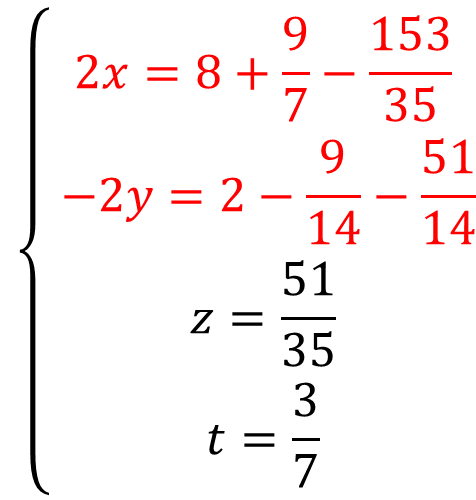 2x = 8 + 9/7 − 153/35
−2y = 2 − 9/14 − 51/14
z = 51/35
t = 3/7